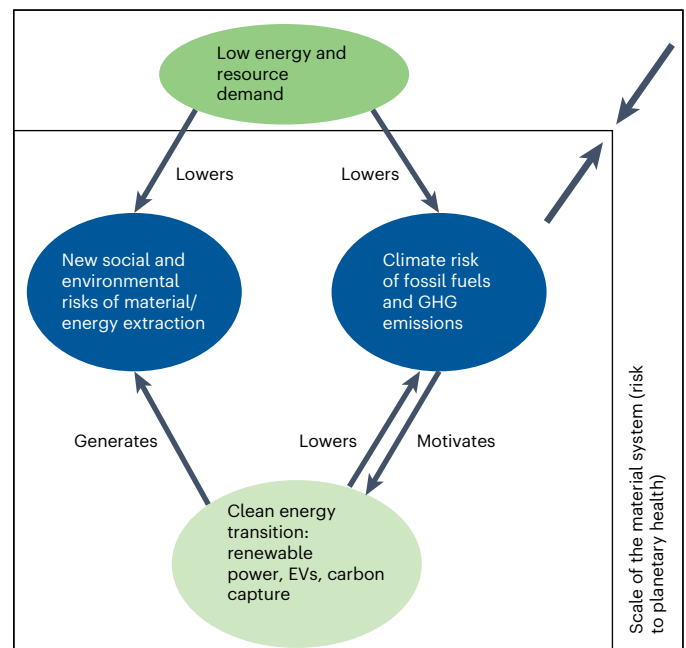 Low energy and
resource
demand
Lowers
Lowers
New social and
environmental
risks of material/
energy extraction
Climate risk
of fossil fuels
and GHG
emissions
Generates
Lowers
Motivates
Clean energy
transition:
renewable
power, EVs, carbon
capture
Scale of the material system (risk
to planetary health)